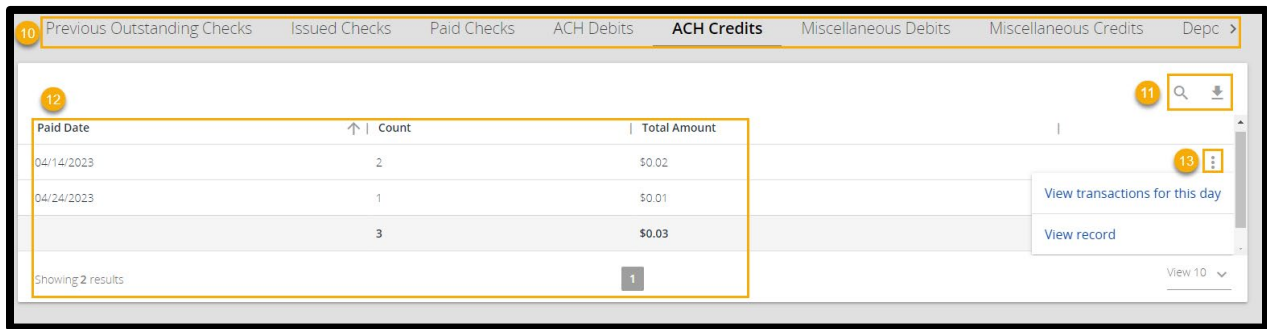 10 Previous Outstanding Checks Issued Checks Paid Checks ACH Debits ACH Credits Miscellaneous Debits Miscellaneous Credits Depc >
11
12
Paid Date ↑ | Count | Total Amount |
04/14/2023 2 $0.02 13
04/24/2023 1 $0.01 View transactions for this day
3 $0.03 View record
Showing 2 results 1 View 10